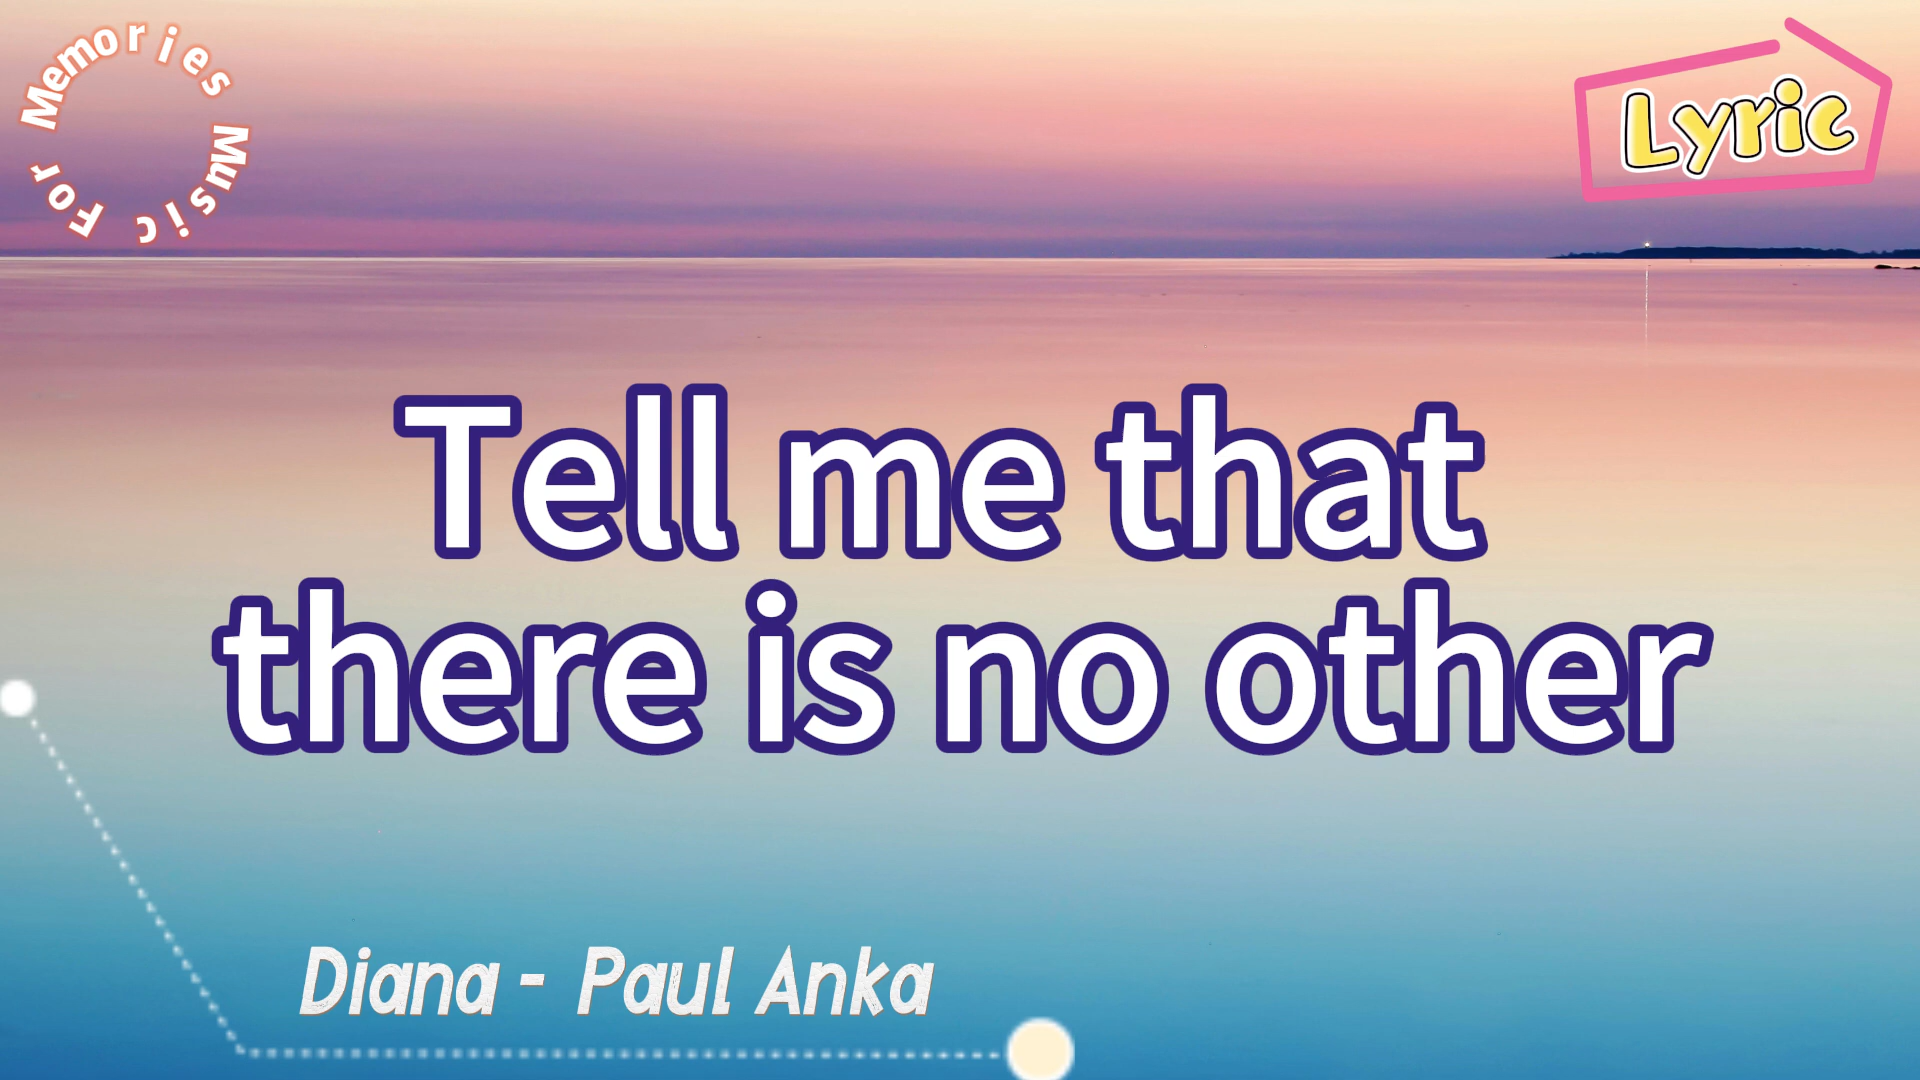 Music For Memories
Lyric
Tell me that
there is no other
Diana - Paul Anka